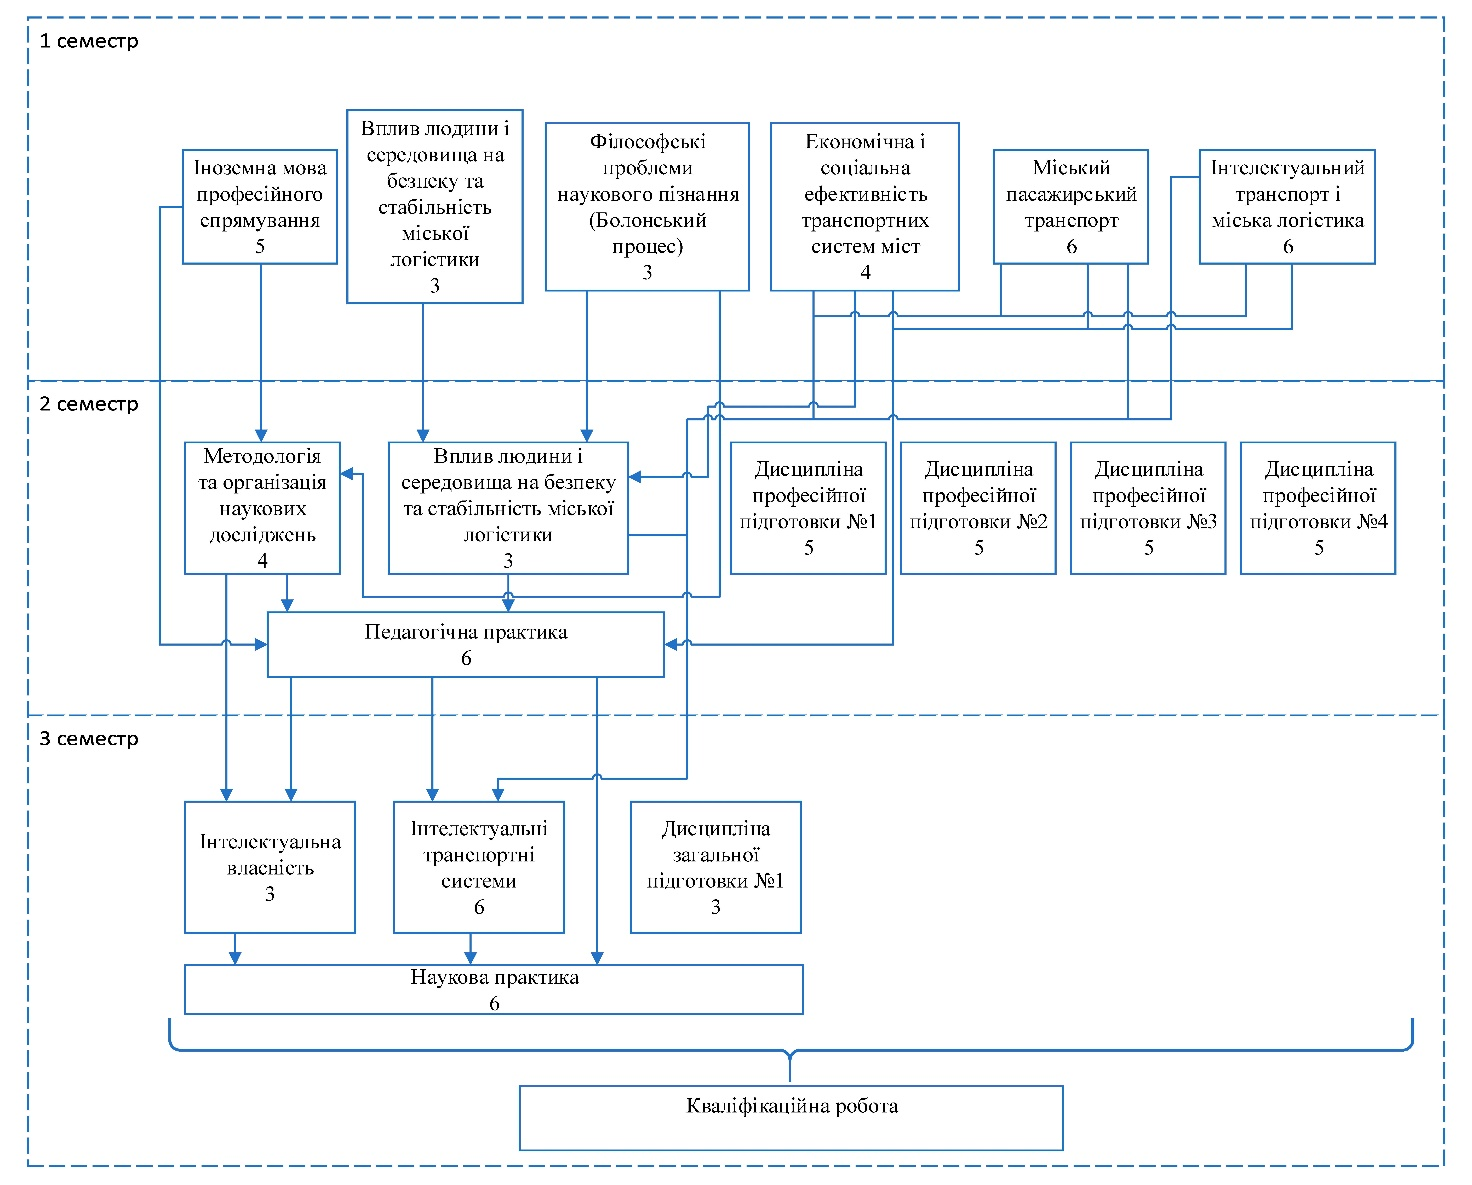 1 семестр
Іноземна мова
професійного
спрямування
5
Вплив людини і
середовища на
безпеку та
стабільність
міської
логістики
3
Філософські
проблеми
наукового пізнання
(Болонський
процес)
3
Економічна і
соціальна
ефективність
транспортних
систем міст
4
Міський
пасажирський
транспорт
6
Інтелектуальний
транспорт і
міська логістика
6
2 семестр
Методологія
та організація
наукових
досліджень
4
Вплив людини і
середовища на безпеку
та стабільність міської
логістики
3
Дисципліна
професійної
підготовки №1
5
Дисципліна
професійної
підготовки №2
5
Дисципліна
професійної
підготовки №3
5
Дисципліна
професійної
підготовки №4
5
Педагогічна практика
6
3 семестр
Інтелектуальна
власність
3
Інтелектуальні
транспортні
системи
6
Дисципліна
загальної
підготовки №1
3
Наукова практика
6
Кваліфікаційна робота